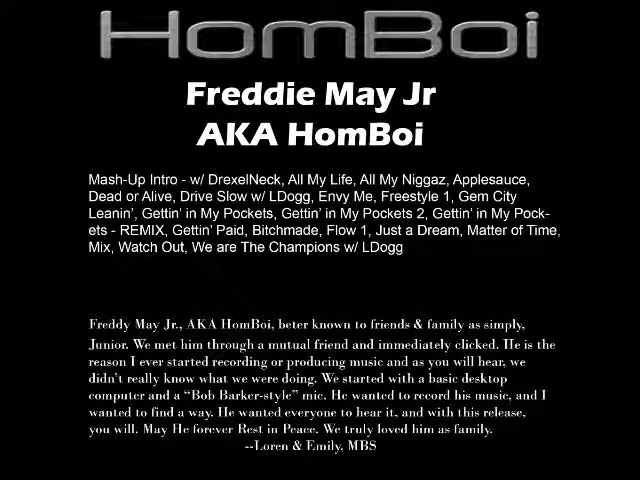 HomBoi
Freddie May Jr
AKA HomBoi
Mash-Up Intro - w/ DrexelNeck, All My Life, All My Niggaz, Applesauce,
Dead or Alive, Drive Slow w/ LDogg, Envy Me, Freestyle 1, Gem City
Leanin', Gettin' in My Pockets, Gettin' in My Pockets 2, Gettin' in My Pock-
ets - REMIX, Gettin' Paid, Bitchmade, Flow 1, Just a Dream, Matter of Time,
Mix, Watch Out, We are The Champions w/ LDogg
Freddy May Jr., AKA HomBoi, beter known to friends & family as simply,
Junior. We met him through a mutual friend and immediately clicked. He is the
reason I ever started recording or producing music and as you will hear, we
didn't really know what we were doing. We started with a basic desktop
computer and a “Bob Barker-style” mic. He wanted to record his music, and I
wanted to find a way. He wanted everyone to hear it, and with this release,
you will. May He forever Rest in Peace. We truly loved him as family.
--Loren & Emily, MBS